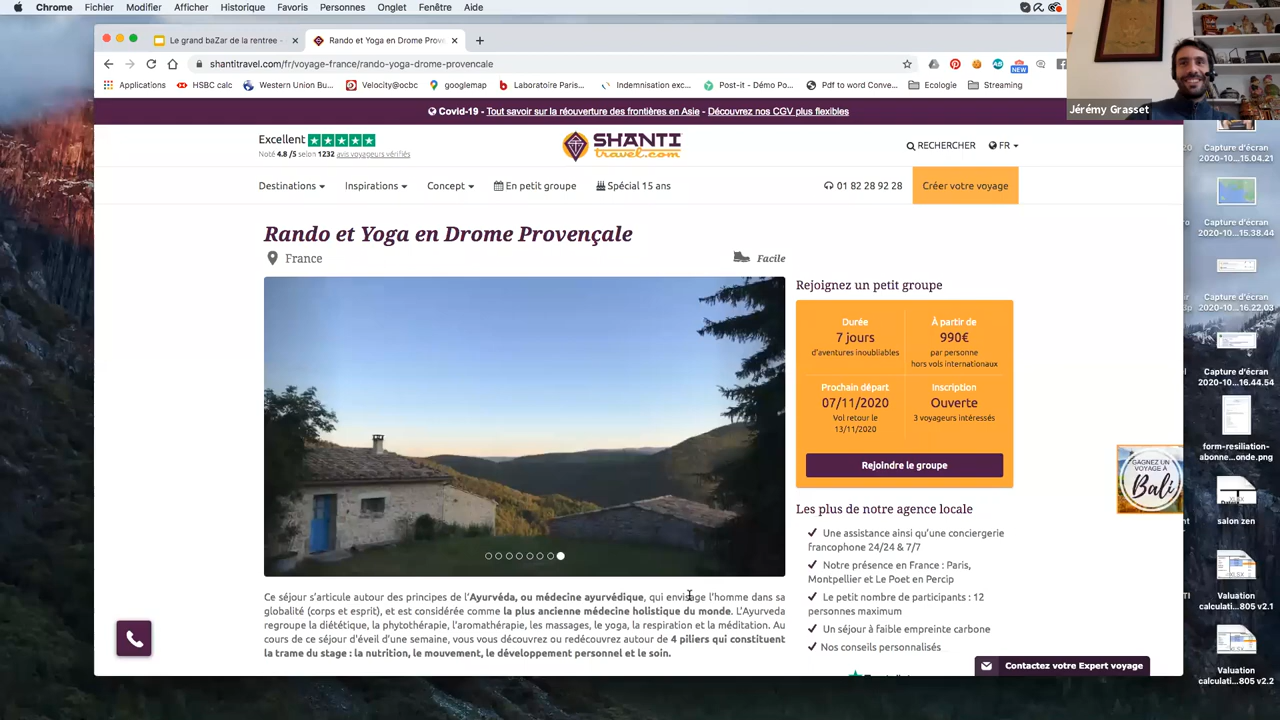 Chrome Fichier Modifier Afficher Historique Favoris Personnes Onglet Fenêtre Aide
Le grand baZar de la rentree -
Rando et Yoga en Drome Prove
shantitravel.com/fr/voyage-france/rando-yoga-drome-provencale
Applications HSBC calc Western Union Bu... Velocity@ocbc googlemap Laboratoire Paris... Indemnisation exc... Post-it - Démo Po... Pdf to word Conve... Ecologie Streaming
NEW
Jérémy Grasset
Covid-19 - Tout savoir sur la réouverture des frontières en Asie - Découvrez nos CGV plus flexibles
Excellent
Noté 4.8 /5 selon 1232 avis voyageurs vérifiés
SHANTI
travel.com
RECHERCHER
FR
Destinations Inspirations Concept En petit groupe Spécial 15 ans 01 82 28 92 28 Créer votre voyage
Rando et Yoga en Drome Provençale
France
Facile
Rejoignez un petit groupe
Durée
7 jours
d'aventures inoubliables
À partir de
990€
par personne
hors vols internationaux
Prochain départ
07/11/2020
Vol retour le
13/11/2020
Inscription
Ouverte
3 voyageurs intéressés
Rejoindre le groupe
Les plus de notre agence locale
Une assistance ainsi qu'une conciergerie
francophone 24/24 & 7/7
Notre présence en France : Paris,
Montpellier et Le Poet en Percip
Le petit nombre de participants : 12
personnes maximum
Un séjour à faible empreinte carbone
Nos conseils personnalisés
Ce séjour s'articule autour des principes de l'Ayurvéda, ou médecine ayurvédique, qui envisage l'homme dans sa
globalité (corps et esprit), et est considérée comme la plus ancienne médecine holistique du monde. L'Ayurveda
regroupe la diététique, la phytothérapie, l'aromathérapie, les massages, le yoga, la respiration et la méditation. Au
cours de ce séjour d'éveil d'une semaine, vous vous découvrez ou redécouvrez autour de 4 piliers qui constituent
la trame du stage : la nutrition, le mouvement, le développement personnel et le soin.
GAGNEZ UN
VOYAGE À
Bali
Contactez votre Expert voyage
Capture d'écran
2020-10...15.04.21
Capture d'écran
2020-10...15.38.44
Capture d'écran
2020-10...16.22.03
Capture d'écran
2020-10...16.44.54
form-resiliation-
abonne...onde.png
salon zen
XLSX
Valuation
calculati...805 v2.1
XLSX
Valuation
calculati...805 v2.2